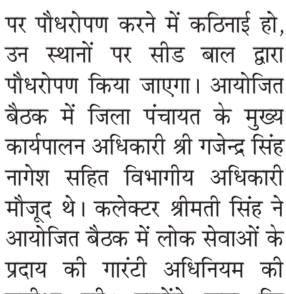 पर पौधरोपण करने में कठिनाई हो,
उन स्थानों पर सीड बाल द्वारा
पौधरोपण किया जाएगा। आयोजित
बैठक में जिला पंचायत के मुख्य
कार्यपालन अधिकारी श्री गजेन्द्र सिंह
नागेश सहित विभागीय अधिकारी
मौजूद थे। कलेक्टर श्रीमती सिंह ने
आयोजित बैठक में लोक सेवाओं के
प्रदाय की गारंटी अधिनियम की